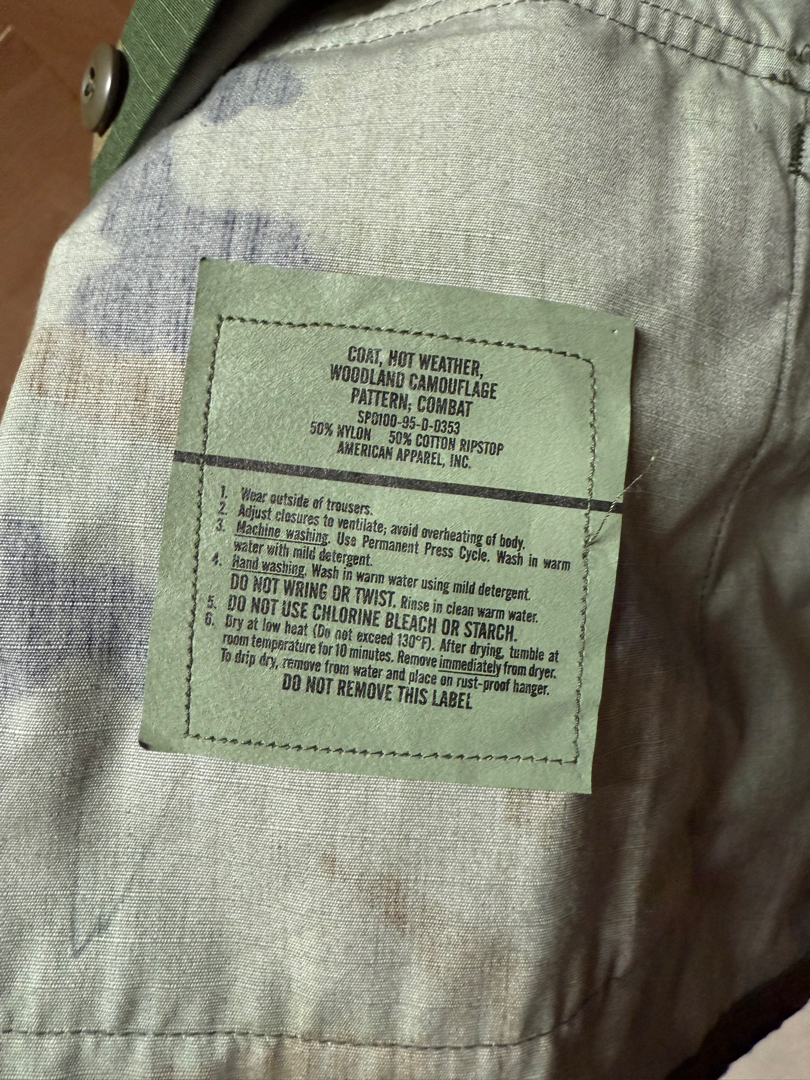 COAT, HOT WEATHER,
WOODLAND CAMOUFLAGE
PATTERN; COMBAT
SP0100-95-D-0353
50% NYLON 50% COTTON RIPSTOP
AMERICAN APPAREL, INC.
1. Wear outside of trousers.
2. Adjust closures to ventilate; avoid overheating of body.
3. Machine washing. Use Permanent Press Cycle. Wash in warm
water with mild detergent.
4. Hand washing. Wash in warm water using mild detergent.
DO NOT WRING OR TWIST. Rinse in clean warm water.
5. DO NOT USE CHLORINE BLEACH OR STARCH.
6. Dry at low heat (Do not exceed 130°F). After drying, tumble at
room temperature for 10 minutes. Remove immediately from dryer.
To drip dry, remove from water and place on rust-proof hanger.
DO NOT REMOVE THIS LABEL